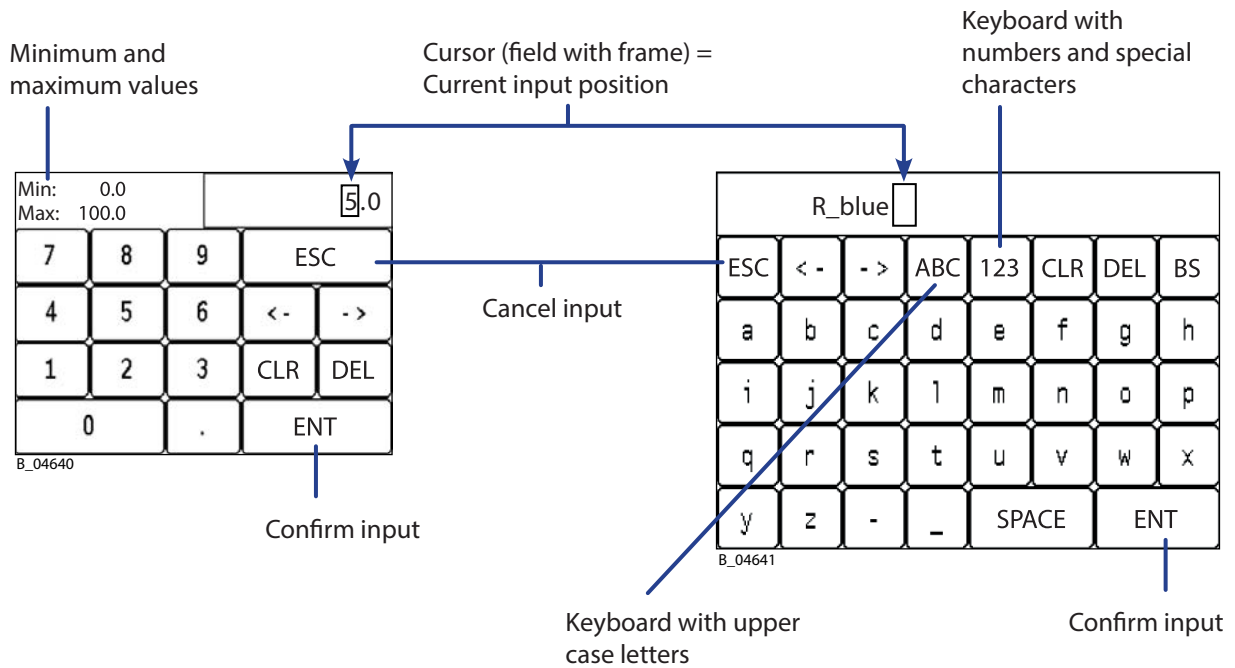 Keyboard with
numbers and special
characters
Minimum and
maximum values
Cursor (field with frame) =
Current input position
Min: 0.0
Max: 100.0
5.0
7 8 9 ESC
4 5 6 <- ->
1 2 3 CLR DEL
0 . ENT
B_04640
Confirm input
Cancel input
R_blue
ESC <- -> ABC 123 CLR DEL BS
a b c d e f g h
i j k l m n o p
q r s t u v w x
y z - _ SPACE ENT
B_04641
Keyboard with upper
case letters
Confirm input